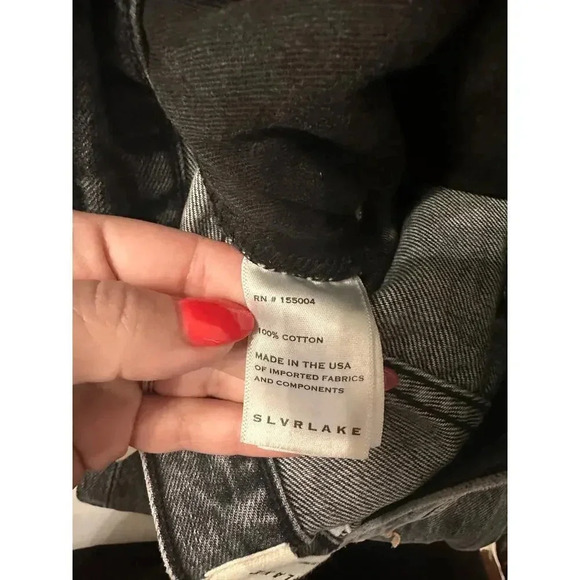 RN # 155004
100% COTTON
MADE IN THE USA
OF IMPORTED FABRICS
AND COMPONENTS
SLVRLAKE